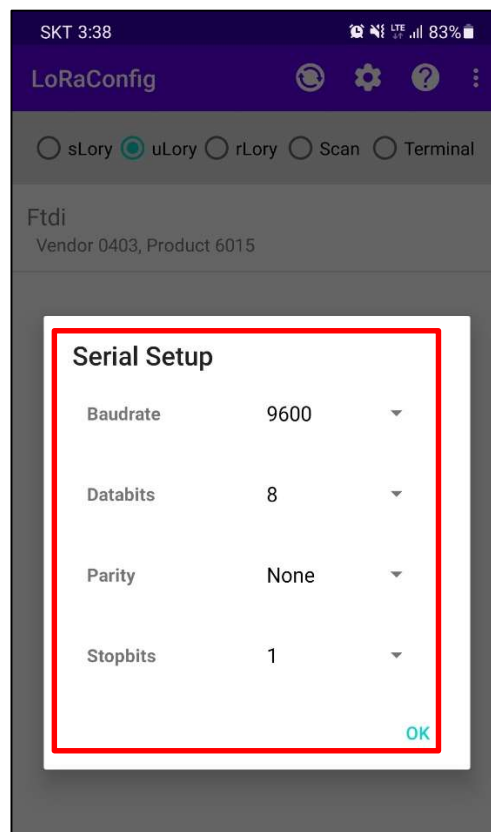 SKT 3:38 LTE 83%
LoRaConfig
sLory uLory rLory Scan Terminal
Ftdi
Vendor 0403, Product 6015
Serial Setup
Baudrate 9600
Databits 8
Parity None
Stopbits 1
OK